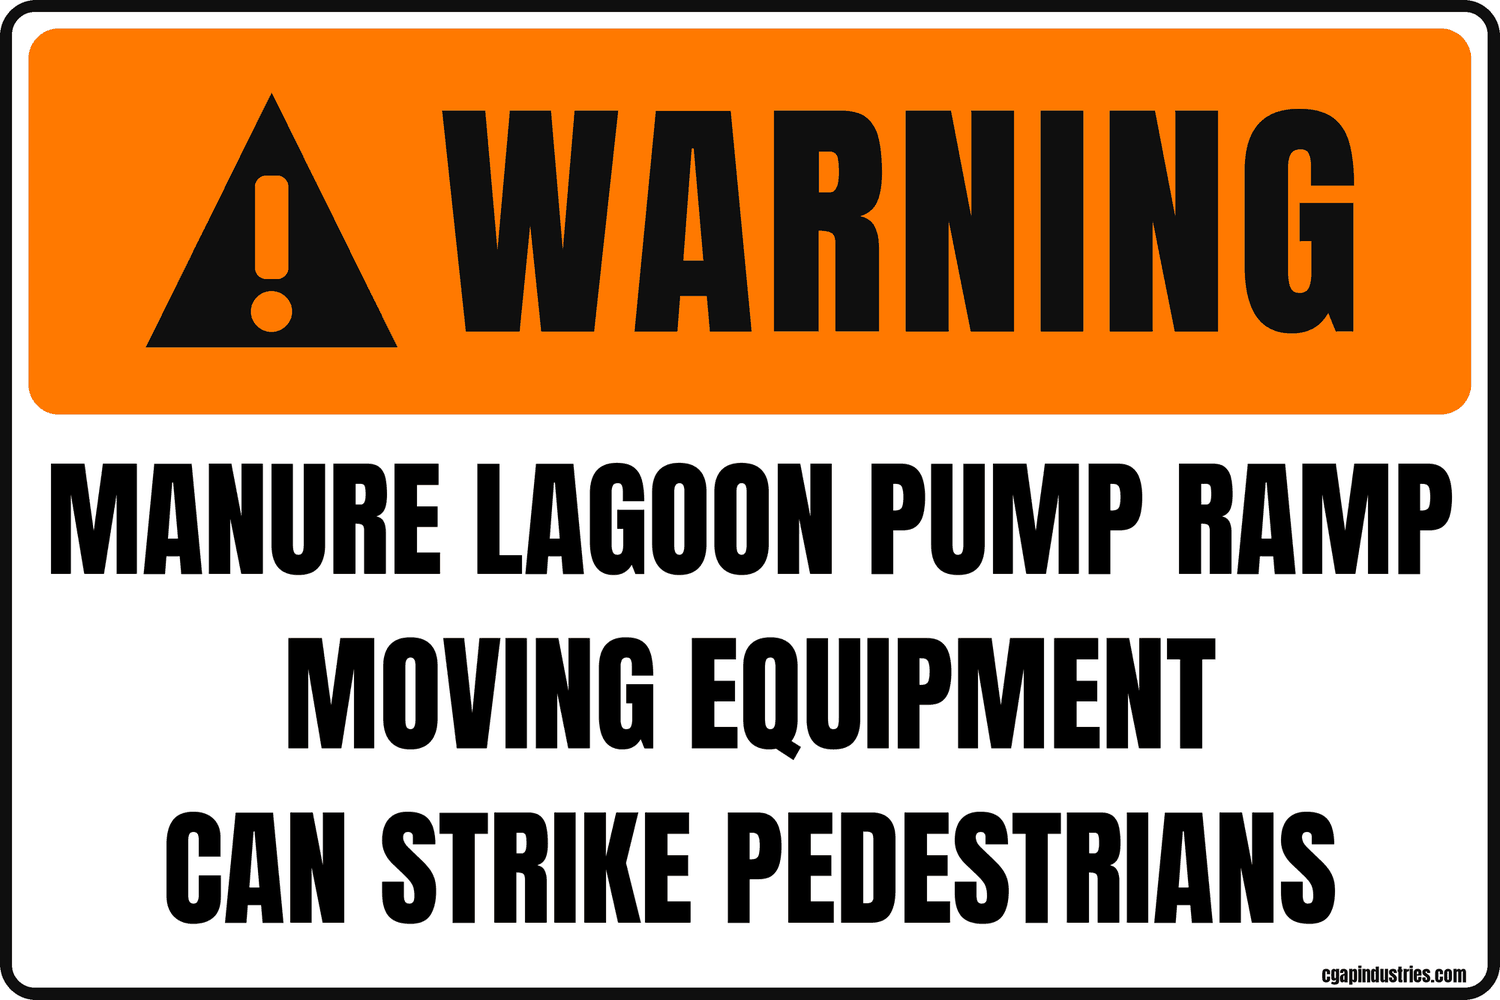 WARNING
MANURE LAGOON PUMP RAMP
MOVING EQUIPMENT
CAN STRIKE PEDESTRIANS
cgapindustries.com